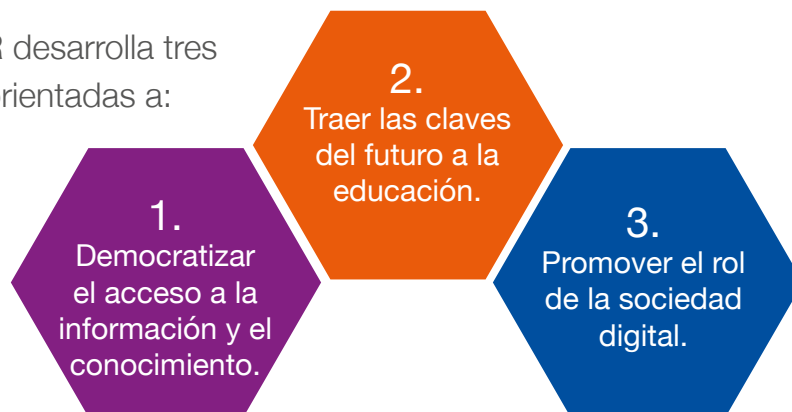 R desarrolla tres
orientadas a:
1.
Democratizar
el acceso a la
información y el
conocimiento.
2.
Traer las claves
del futuro a la
educación.
3.
Promover el rol
de la sociedad
digital.